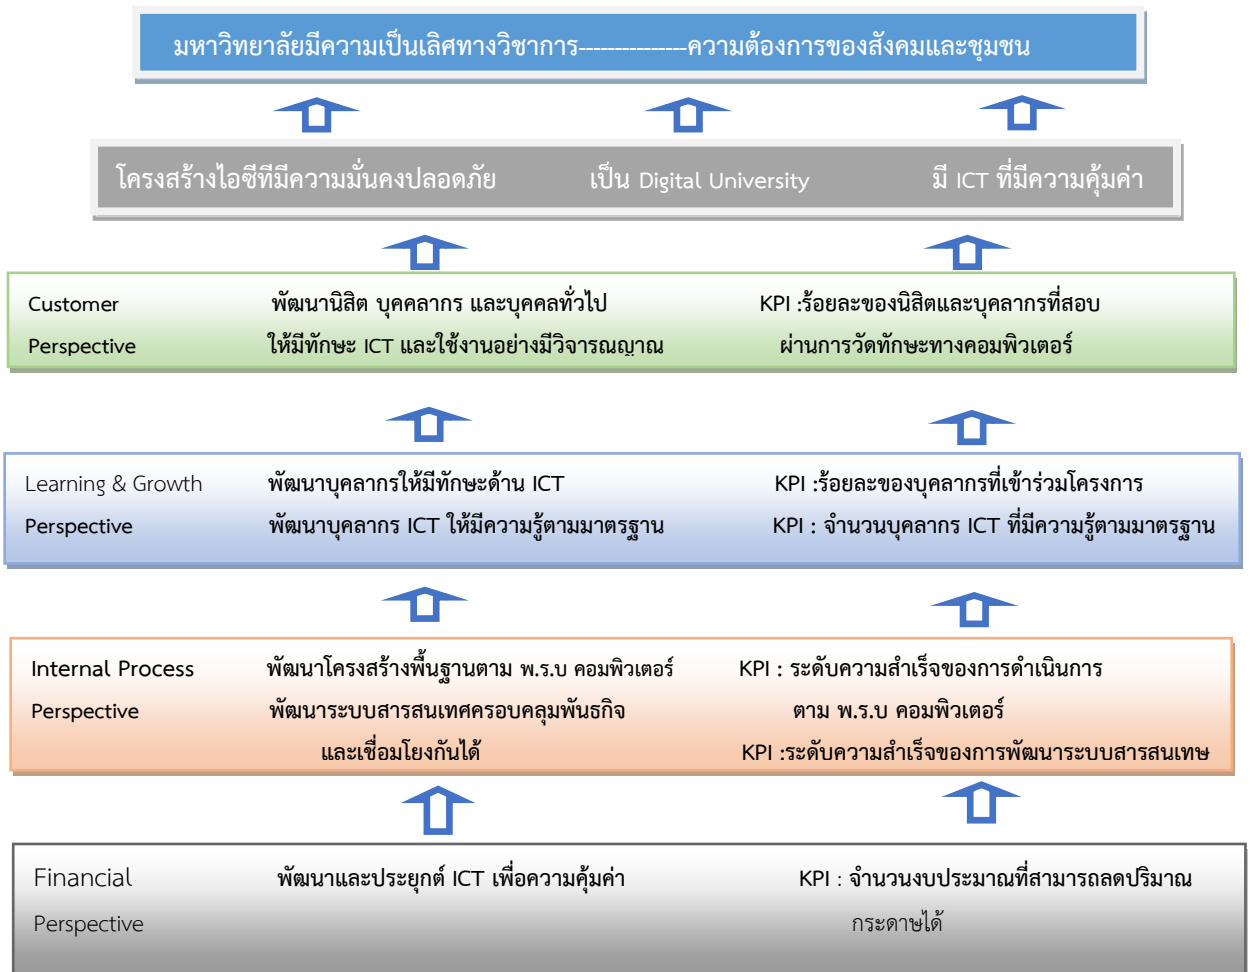 มหาวิทยาลัยมีความเป็นเลิศทางวิชาการ---------------ความต้องการของสังคมและชุมชน
โครงสร้างไอซีทีมีความมั่นคงปลอดภัย เป็น Digital University มี ICT ที่มีความคุ้มค่า
Customer พัฒนานิสิต บุคคลากร และบุคคลทั่วไป KPI :ร้อยละของนิสิตและบุคลากรที่สอบ
Perspective ให้มีทักษะ ICT และใช้งานอย่างมีวิจารณญาณ ผ่านการวัดทักษะทางคอมพิวเตอร์
Learning & Growth พัฒนาบุคลากรให้มีทักษะด้าน ICT KPI :ร้อยละของบุคลากรที่เข้าร่วมโครงการ
Perspective พัฒนาบุคลากร ICT ให้มีความรู้ตามมาตรฐาน KPI : จำนวนบุคลากร ICT ที่มีความรู้ตามมาตรฐาน
Internal Process พัฒนาโครงสร้างพื้นฐานตาม พ.ร.บ คอมพิวเตอร์ KPI : ระดับความสำเร็จของการดำเนินการ
Perspective พัฒนาระบบสารสนเทศครอบคลุมพันธกิจ ตาม พ.ร.บ คอมพิวเตอร์
และเชื่อมโยงกันได้ KPI :ระดับความสำเร็จของการพัฒนาระบบสารสนเทษ
Financial พัฒนาและประยุกต์ ICT เพื่อความคุ้มค่า KPI : จำนวนงบประมาณที่สามารถลดปริมาณ
Perspective กระดาษได้